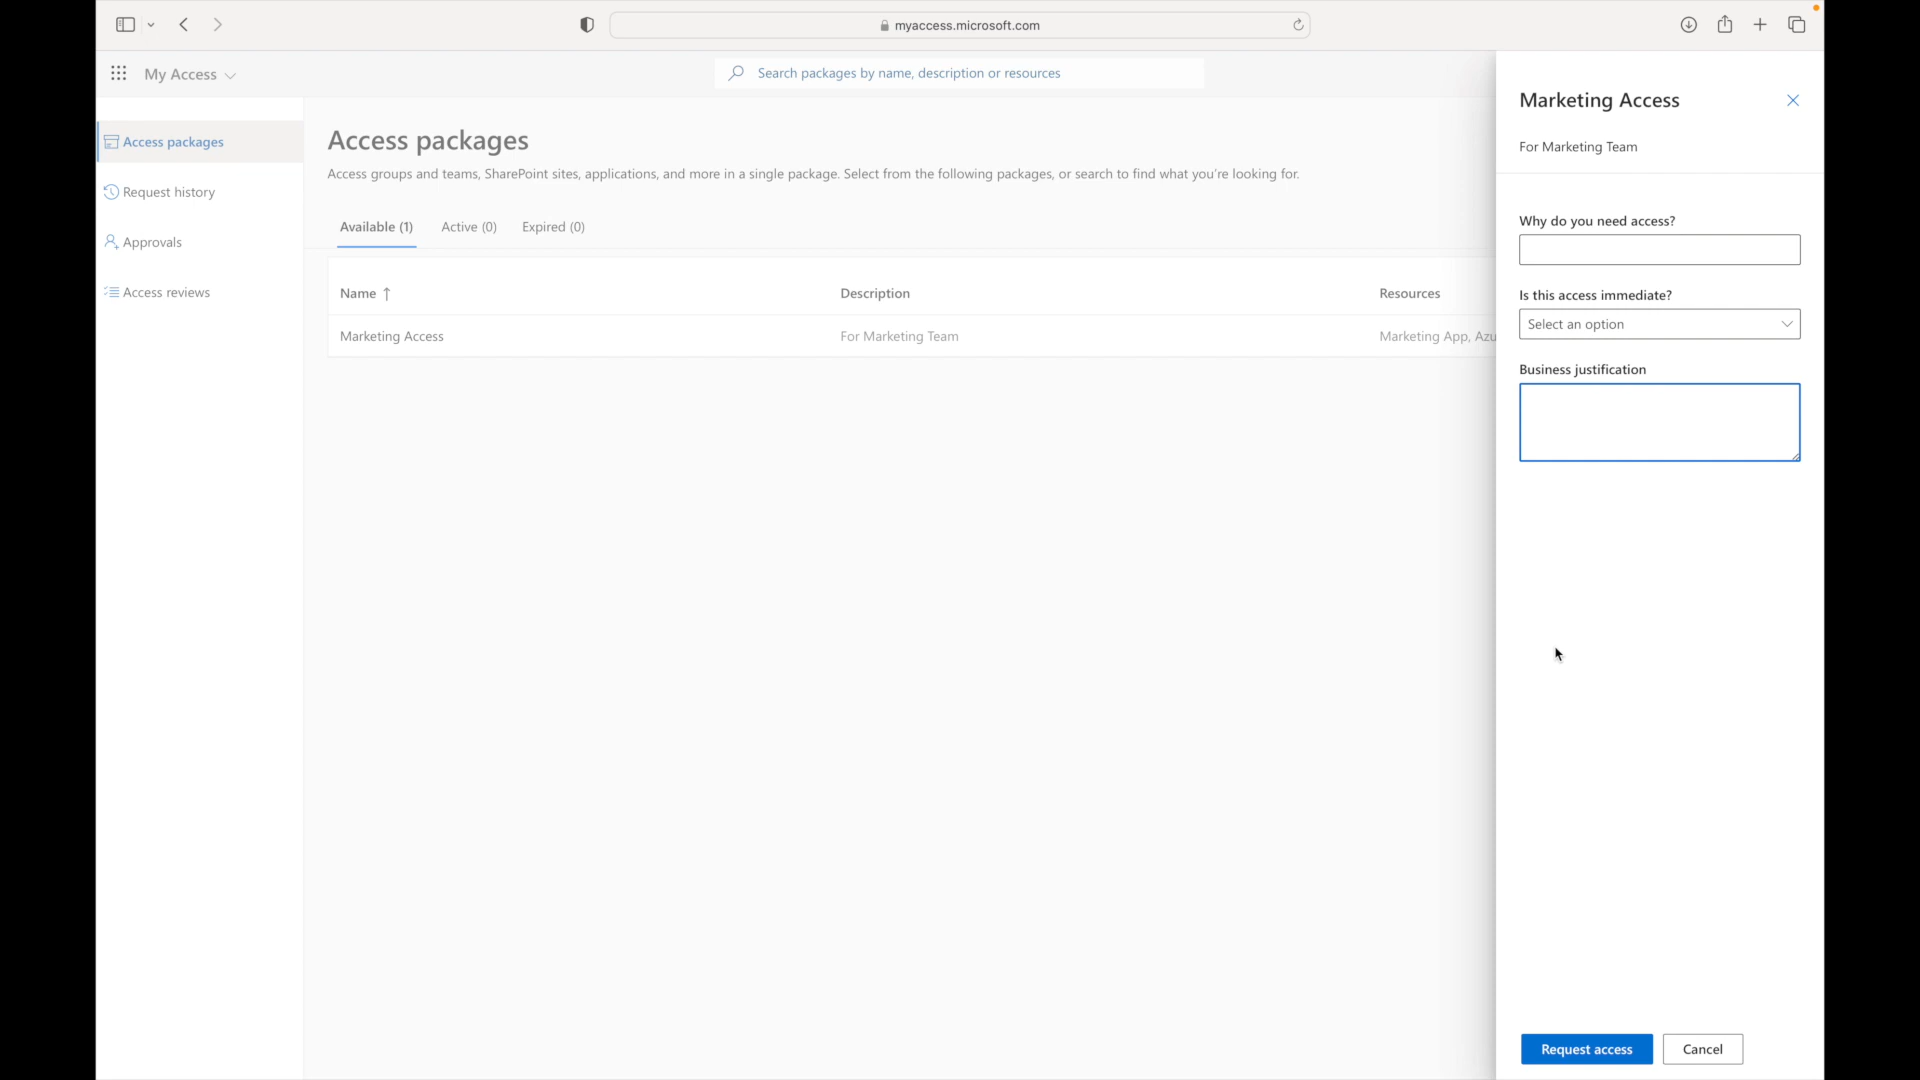 myaccess.microsoft.com
My Access
Search packages by name, description or resources
Access packages
Request history
Approvals
Access reviews
Access packages
Access groups and teams, SharePoint sites, applications, and more in a single package. Select from the following packages, or search to find what you're looking for.
Available (1) Active (0) Expired (0)
Name ↑ Description Resources
Marketing Access For Marketing Team Marketing App, Azu
Marketing Access
For Marketing Team
Why do you need access?
Is this access immediate?
Select an option
Business justification
Request access Cancel